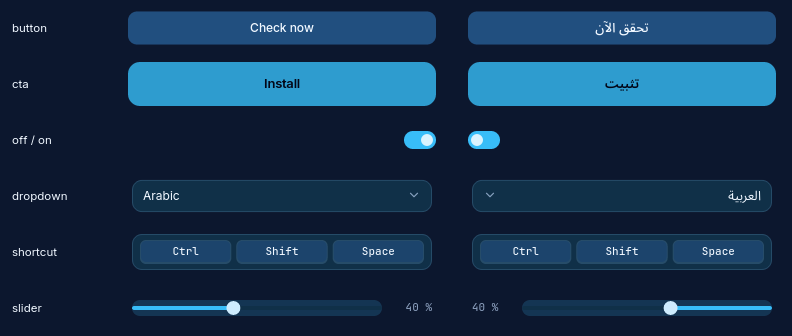 button Check now تحقق الآن
cta Install تثبيت
off / on
dropdown Arabic العربية
shortcut Ctrl Shift Space Ctrl Shift Space
slider 40 % 40 %